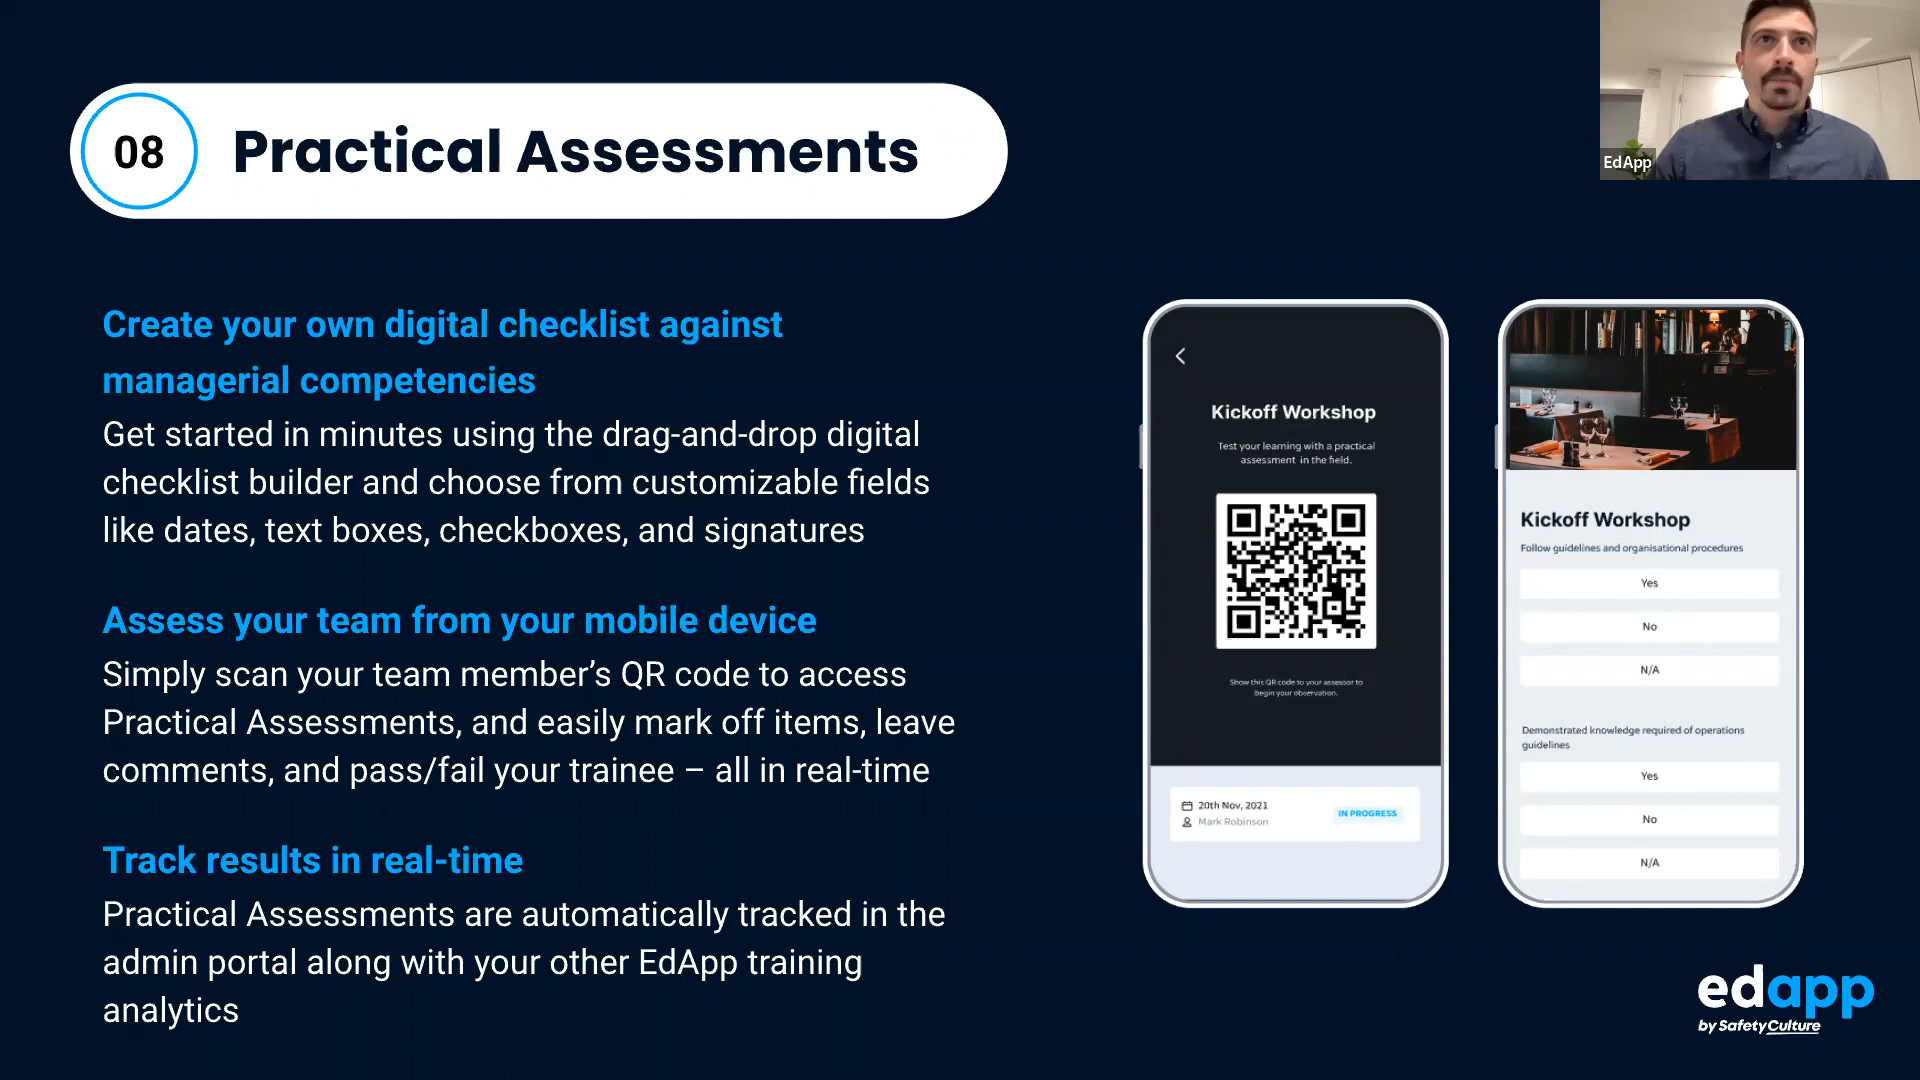 08
Practical Assessments
EdApp
Create your own digital checklist against
managerial competencies
Get started in minutes using the drag-and-drop digital
checklist builder and choose from customizable fields
like dates, text boxes, checkboxes, and signatures
Assess your team from your mobile device
Simply scan your team member’s QR code to access
Practical Assessments, and easily mark off items, leave
comments, and pass/fail your trainee – all in real-time
Track results in real-time
Practical Assessments are automatically tracked in the
admin portal along with your other EdApp training
analytics
Kickoff Workshop
Test your learning with a practical
assessment in the field.
Show this QR code to your assessor to
begin your observation.
20th Nov, 2021
Mark Robinson
IN PROGRESS
Kickoff Workshop
Follow guidelines and organisational procedures
Yes
No
N/A
Demonstrated knowledge required of operations
guidelines
Yes
No
N/A
edapp
by SafetyCulture